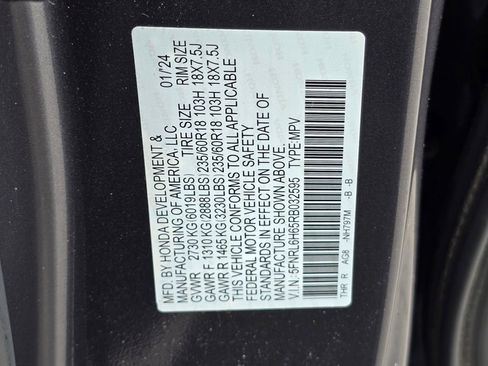 MFD. BY HONDA DEVELOPMENT &
MANUFACTURING OF AMERICA, LLC 01/24
GVWR 2730 KG (6019LBS) TIRE SIZE RIM SIZE
GAWR F 1310 KG (2888LBS) 235/60R18 103H 18X7.5J
GAWR R 1465 KG (3230LBS) 235/60R18 103H 18X7.5J
THIS VEHICLE CONFORMS TO ALL APPLICABLE
FEDERAL MOTOR VEHICLE SAFETY
STANDARDS IN EFFECT ON THE DATE OF
MANUFACTURE SHOWN ABOVE.
V.I.N.: 5FNRL6H65RB032595 TYPE:MPV
THR R AG8 -NH797M -B -B